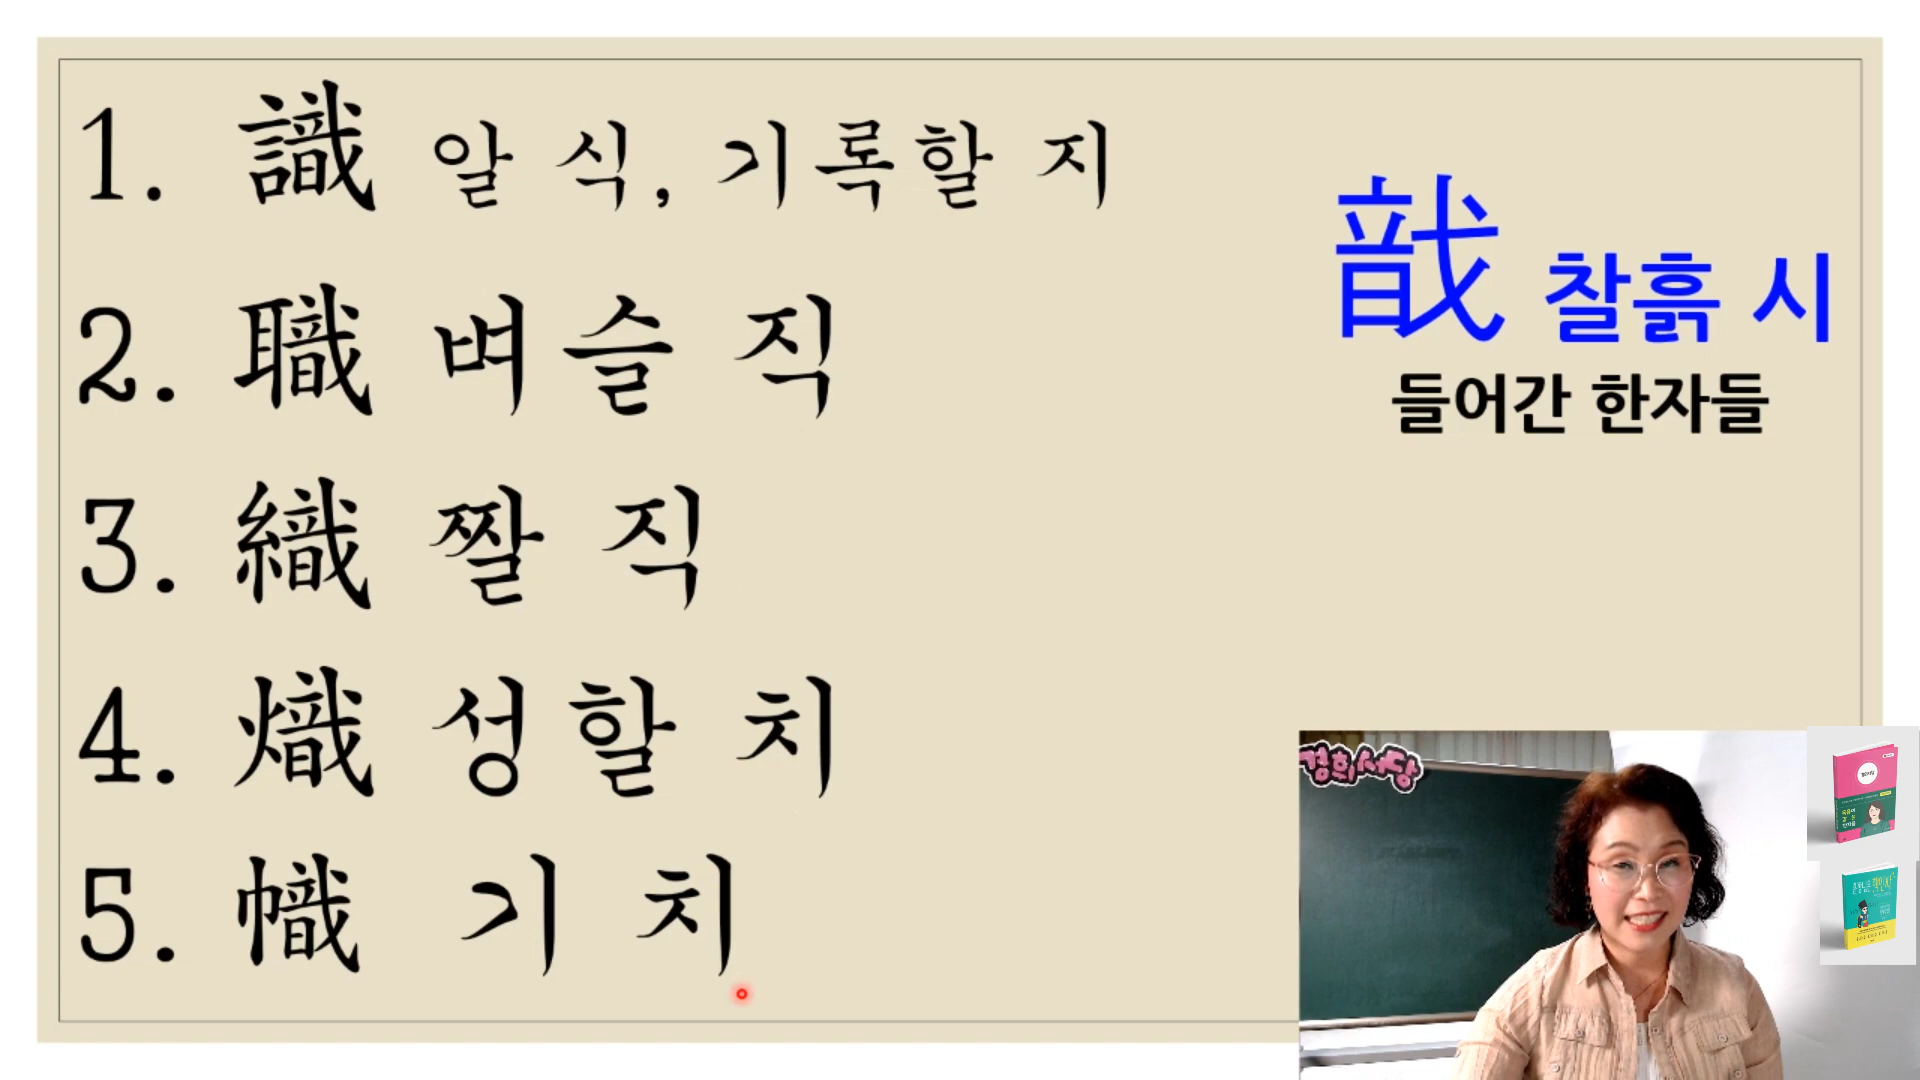 1. 識 알 식, 기록할 지
2. 職 벼슬 직
3. 織 짤 직
4. 熾 성할 치
5. 幟 기 치
戠 찰흙 시
들어간 한자들
경희서당